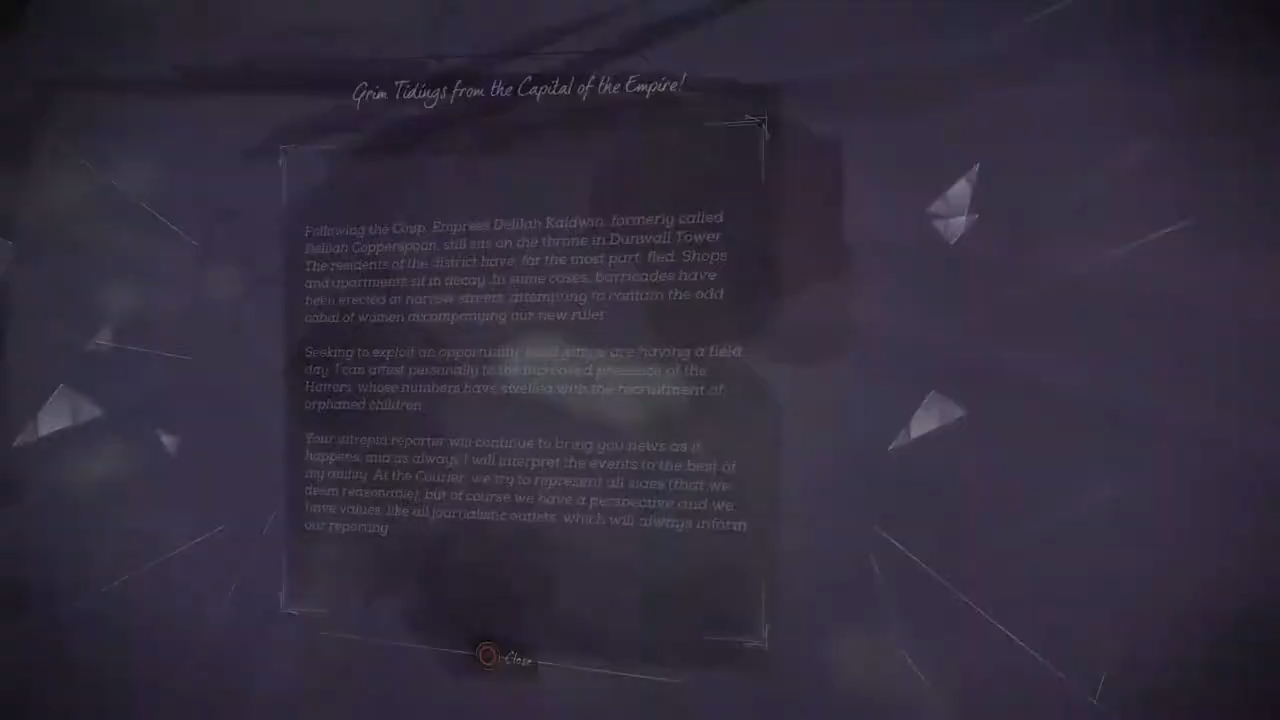 Grim Tidings from the Capital of the Empire!
Following the Coup, Empress Delilah Kaldwin, formerly called
Delilah Copperspoon, still sits on the throne in Dunwall Tower.
The residents of the district have, for the most part, fled. Shops
and apartments sit in decay. In some cases, barricades have
been erected at narrow streets, attempting to contain the odd
cabal of women accompanying our new ruler.
Seeking to exploit an opportunity, are having a field
day. I can attest personally to the increased presence of the
Hatters, whose numbers have swelled with the recruitment of
orphaned children.
Your intrepid reporter will continue to bring you news as it
happens, and as always, I will interpret the events to the best of
my ability. At the Courier, we try to represent all sides (that we
deem reasonable), but of course we have a perspective and we
have values, like all journalistic outlets, which will always inform
our reporting.
Close